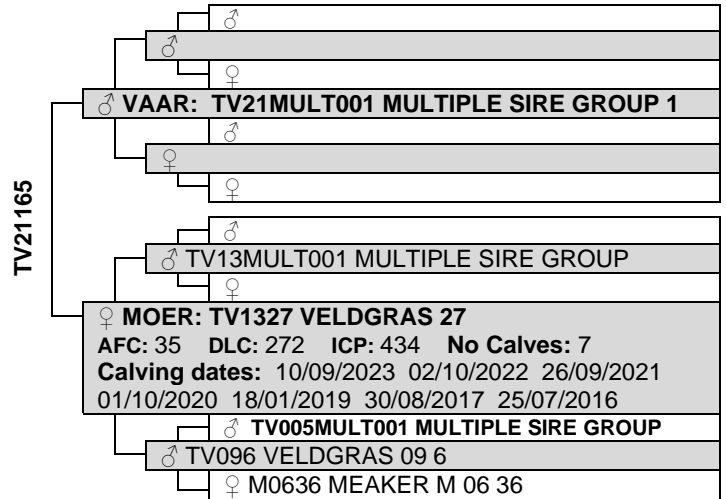 ♂
♂
♀
♂ VAAR: TV21MULT001 MULTIPLE SIRE GROUP 1
♂
♀
♀
TV21165
♂
♂ TV13MULT001 MULTIPLE SIRE GROUP
♀
♀ MOER: TV1327 VELDGRAS 27
AFC: 35 DLC: 272 ICP: 434 No Calves: 7
Calving dates: 10/09/2023 02/10/2022 26/09/2021
01/10/2020 18/01/2019 30/08/2017 25/07/2016
♂ TV005MULT001 MULTIPLE SIRE GROUP
♂ TV096 VELDGRAS 09 6
♀ M0636 MEAKER M 06 36